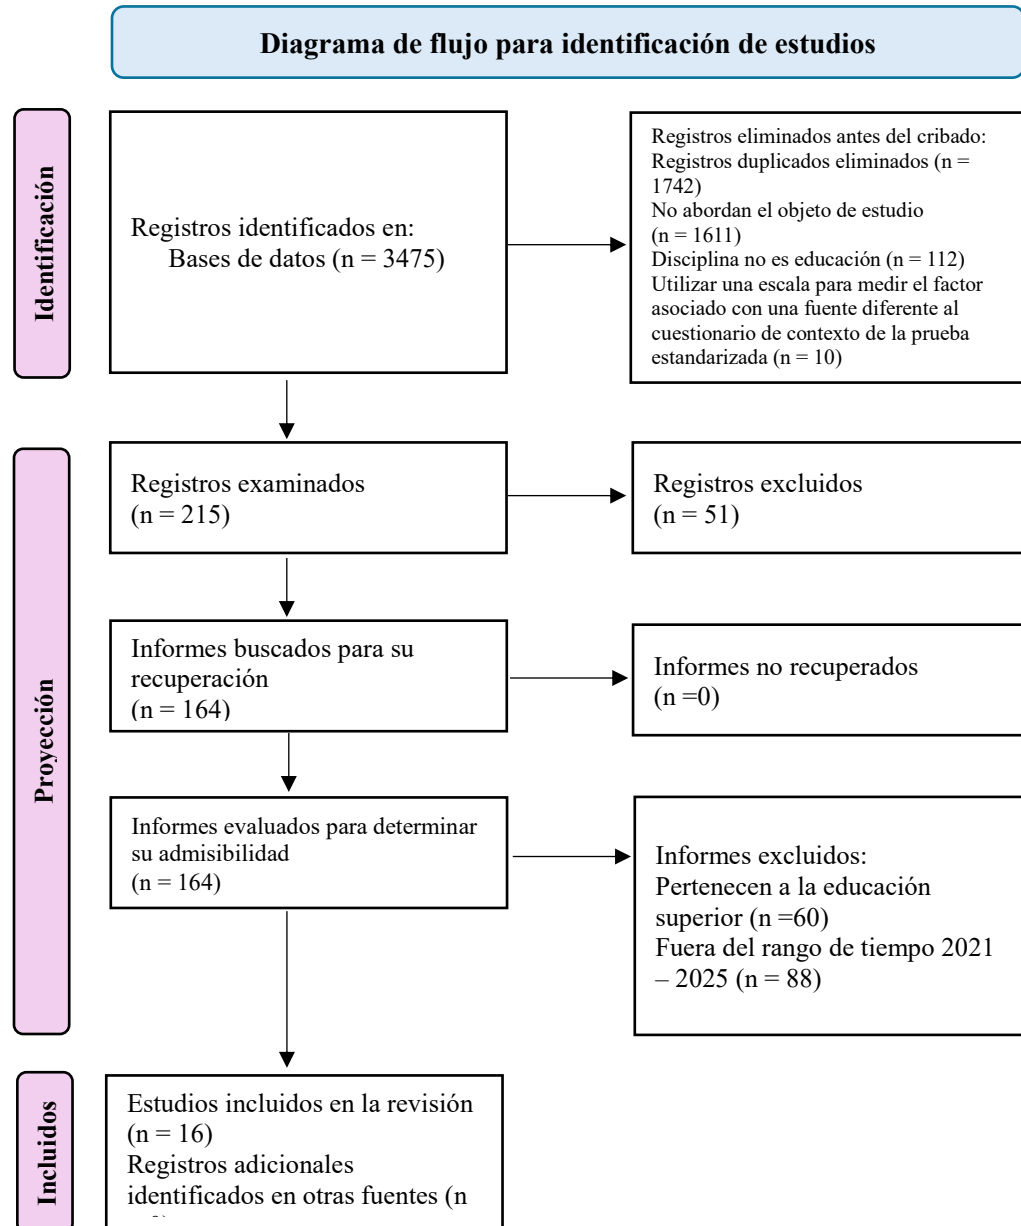 Diagrama de flujo para identificación de estudios
Identificación
Registros identificados en:
Bases de datos (n = 3475)
Registros eliminados antes del cribado:
Registros duplicados eliminados (n =
1742)
No abordan el objeto de estudio
(n = 1611)
Disciplina no es educación (n = 112)
Utilizar una escala para medir el factor
asociado con una fuente diferente al
cuestionario de contexto de la prueba
estandarizada (n = 10)
Proyección
Registros examinados
(n = 215)
Registros excluidos
(n = 51)
Informes buscados para su
recuperación
(n = 164)
Informes no recuperados
(n =0)
Informes evaluados para determinar
su admisibilidad
(n = 164)
Informes excluidos:
Pertenecen a la educación
superior (n =60)
Fuera del rango de tiempo 2021
– 2025 (n = 88)
Incluidos
Estudios incluidos en la revisión
(n = 16)
Registros adicionales
identificados en otras fuentes (n